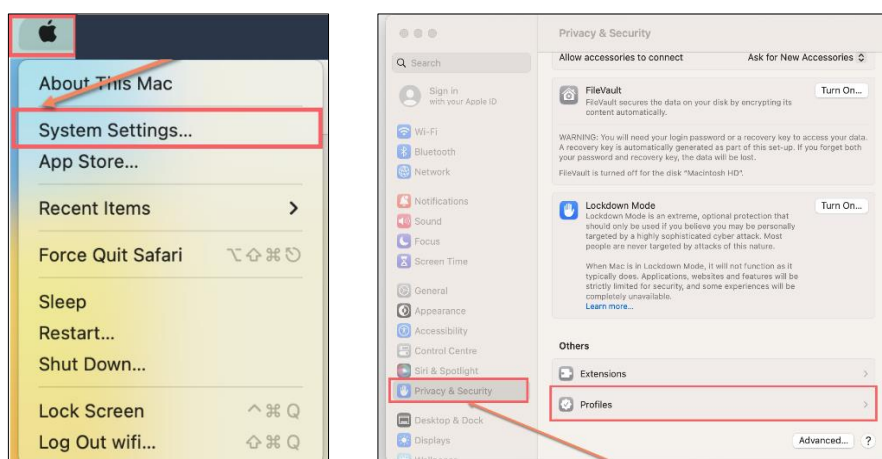 About This Mac
System Settings...
App Store...
Recent Items
Force Quit Safari ⌥⇧⌘⎋
Sleep
Restart...
Shut Down...
Lock Screen ^⌘Q
Log Out wifi... ⇧⌘Q
Search
Sign in
with your Apple ID
Wi-Fi
Bluetooth
Network
Notifications
Sound
Focus
Screen Time
General
Appearance
Accessibility
Control Centre
Siri & Spotlight
Privacy & Security
Desktop & Dock
Displays
Privacy & Security
Allow accessories to connect Ask for New Accessories
FileVault Turn On...
FileVault secures the data on your disk by encrypting its
content automatically.
WARNING: You will need your login password or a recovery key to access your data.
A recovery key is automatically generated as part of this set-up. If you forget both
your password and recovery key, the data will be lost.
FileVault is turned off for the disk "Macintosh HD".
Lockdown Mode Turn On...
Lockdown Mode is an extreme, optional protection that
should only be used if you believe you may be personally
targeted by a highly sophisticated cyber attack. Most
people are never targeted by attacks of this nature.
When Mac is in Lockdown Mode, it will not function as it
typically does. Applications, websites and features will be
strictly limited for security, and some experiences will be
completely unavailable.
Learn more...
Others
Extensions
Profiles
Advanced... ?